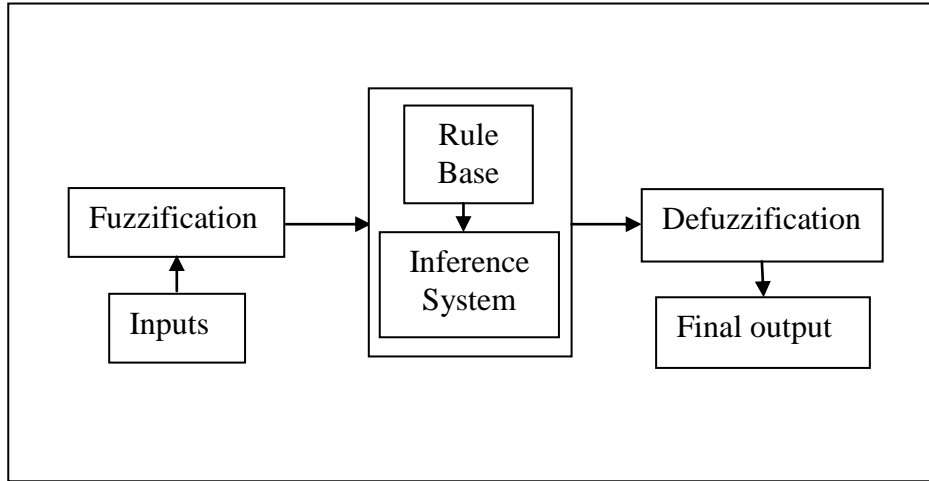 Rule
Base
Fuzzification
Defuzzification
Inference
System
Inputs
Final output